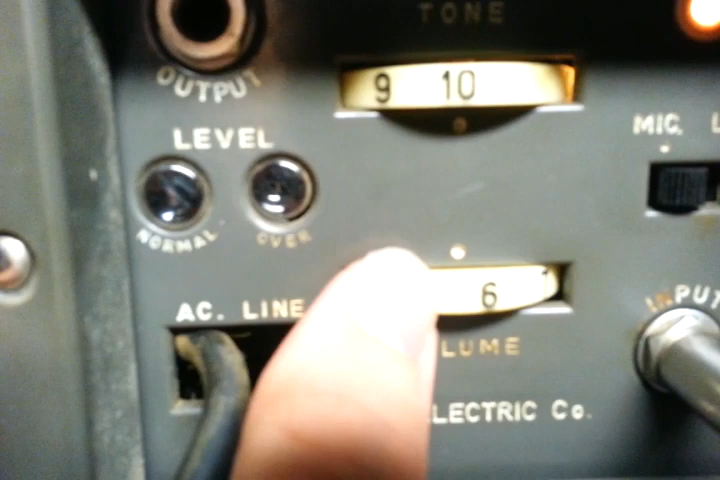 TONE
OUTPUT
9 10
LEVEL
MIC.
NORMAL
OVER
6
INPUT
AC. LINE
LUME
LECTRIC Co.